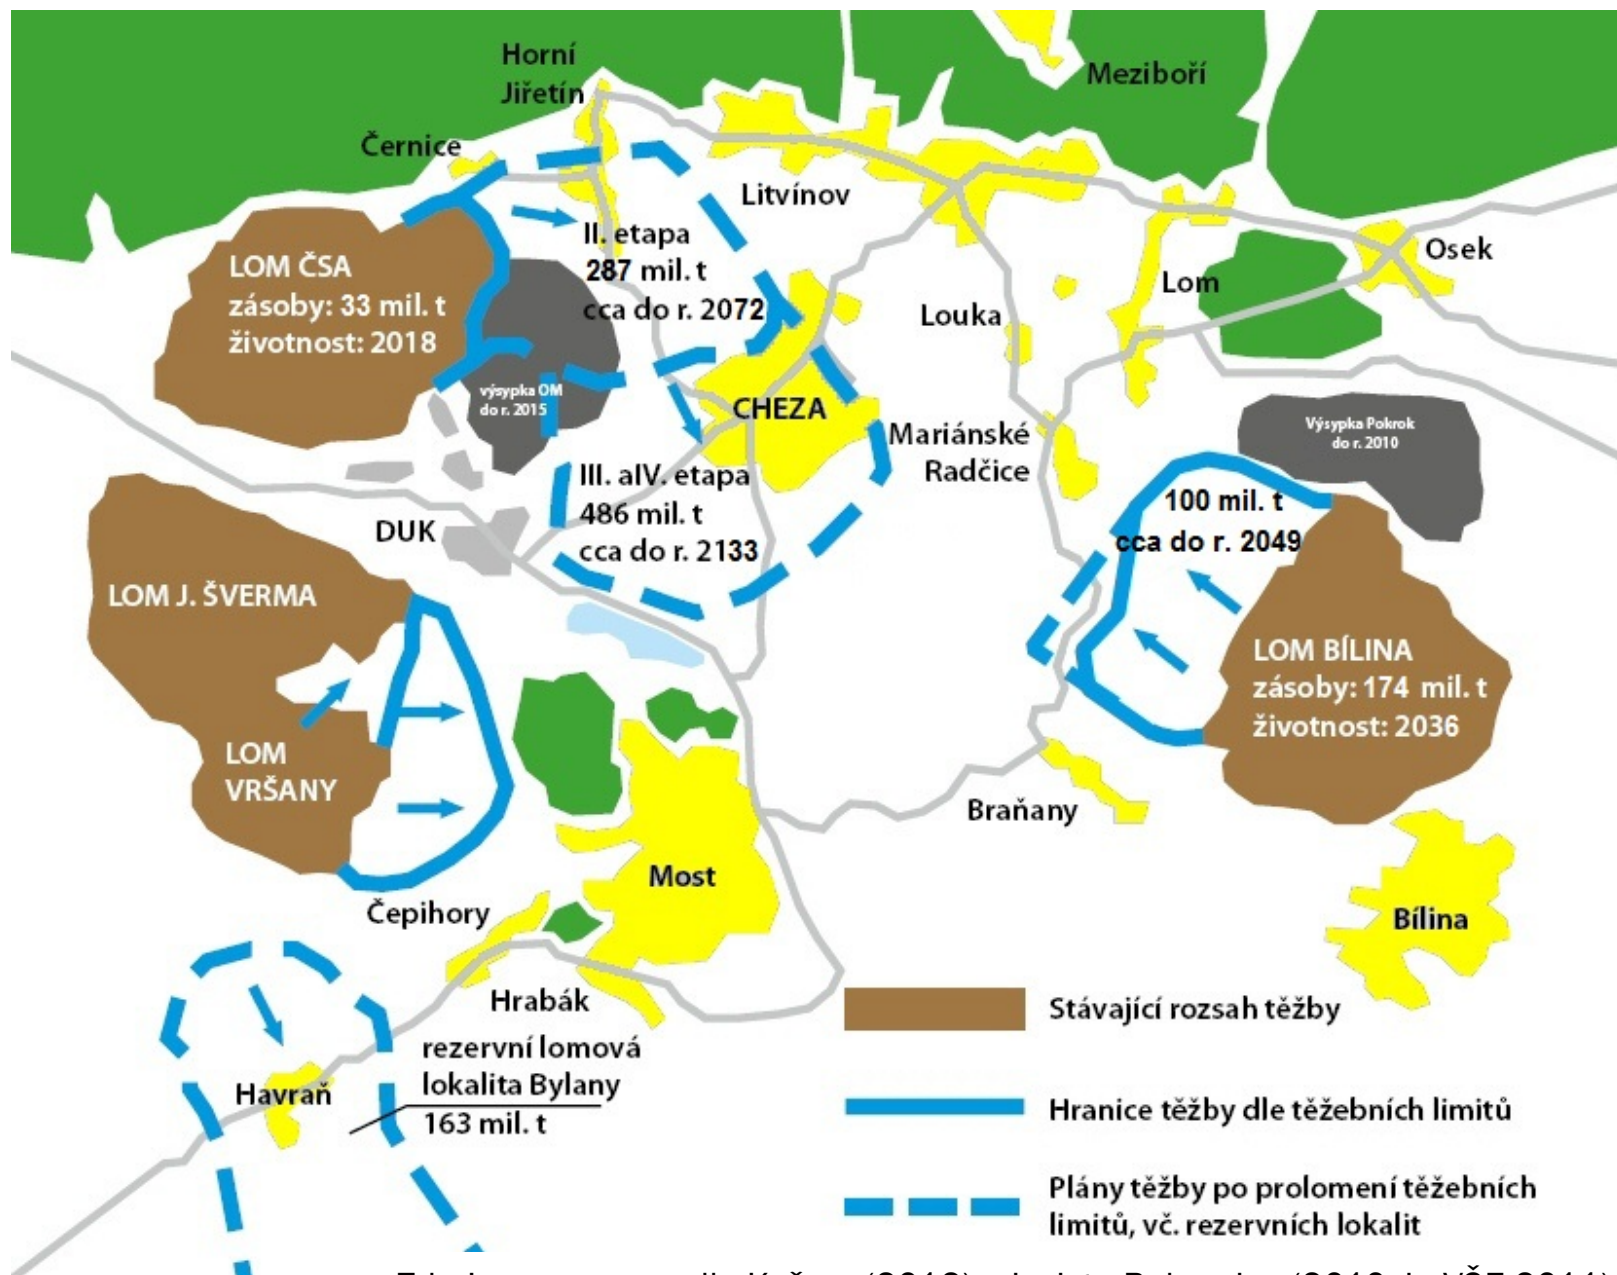 Horní
Jiřetín
Meziboří
Černice
Litvínov
II. etapa
287 mil. t
cca do r. 2072
Osek
Lom
LOM ČSA
zásoby: 33 mil. t
životnost: 2018
Louka
výsypka OM
do r. 2015
CHEZA
Mariánské
Radčice
Výsypka Pokrok
do r. 2010
III. aIV. etapa
486 mil. t
cca do r. 2133
100 mil. t
cca do r. 2049
DUK
LOM J. ŠVERMA
LOM BÍLINA
zásoby: 174 mil. t
životnost: 2036
LOM
VRŠANY
Braňany
Most
Čepihory
Bílina
Hrabák
rezervní lomová
lokalita Bylany
163 mil. t
Havraň
Stávající rozsah těžby
Hranice těžby dle těžebních limitů
Plány těžby po prolomení těžebních
limitů, vč. rezervních lokalit